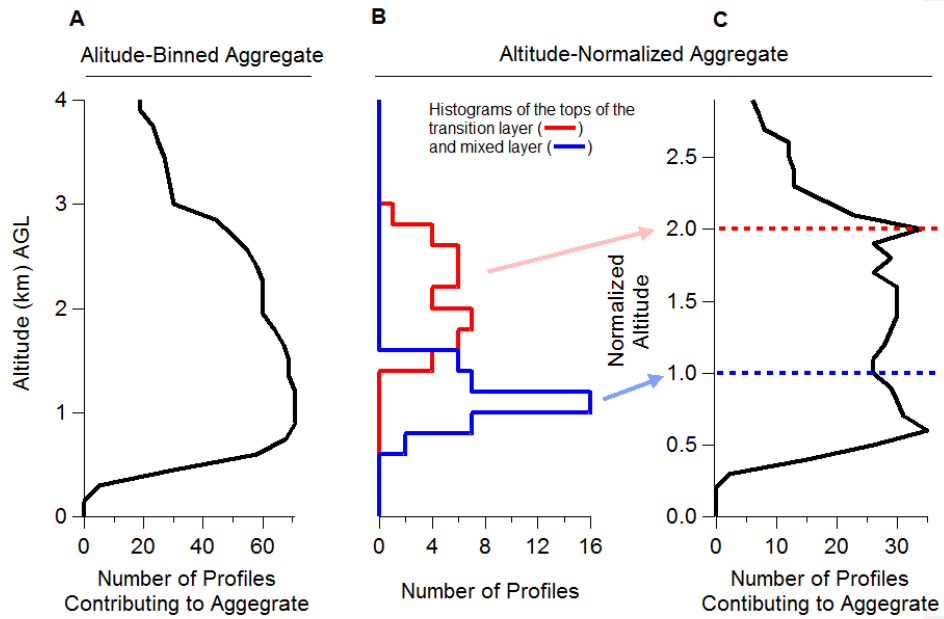 A
B
C
Alitude-Binned Aggregate
Altitude-Normalized Aggregate
4
3
2
1
0
Altitude (km) AGL
0
20
40
60
Number of Profiles
Contributing to Aggegrate
Histograms of the tops of the
transition layer ( )
and mixed layer ( )
0
4
8
12
16
Number of Profiles
Normalized
Altitude
2.5
2.0
1.5
1.0
0.5
0.0
0
10
20
30
Number of Profiles
Contibuting to Aggegrate